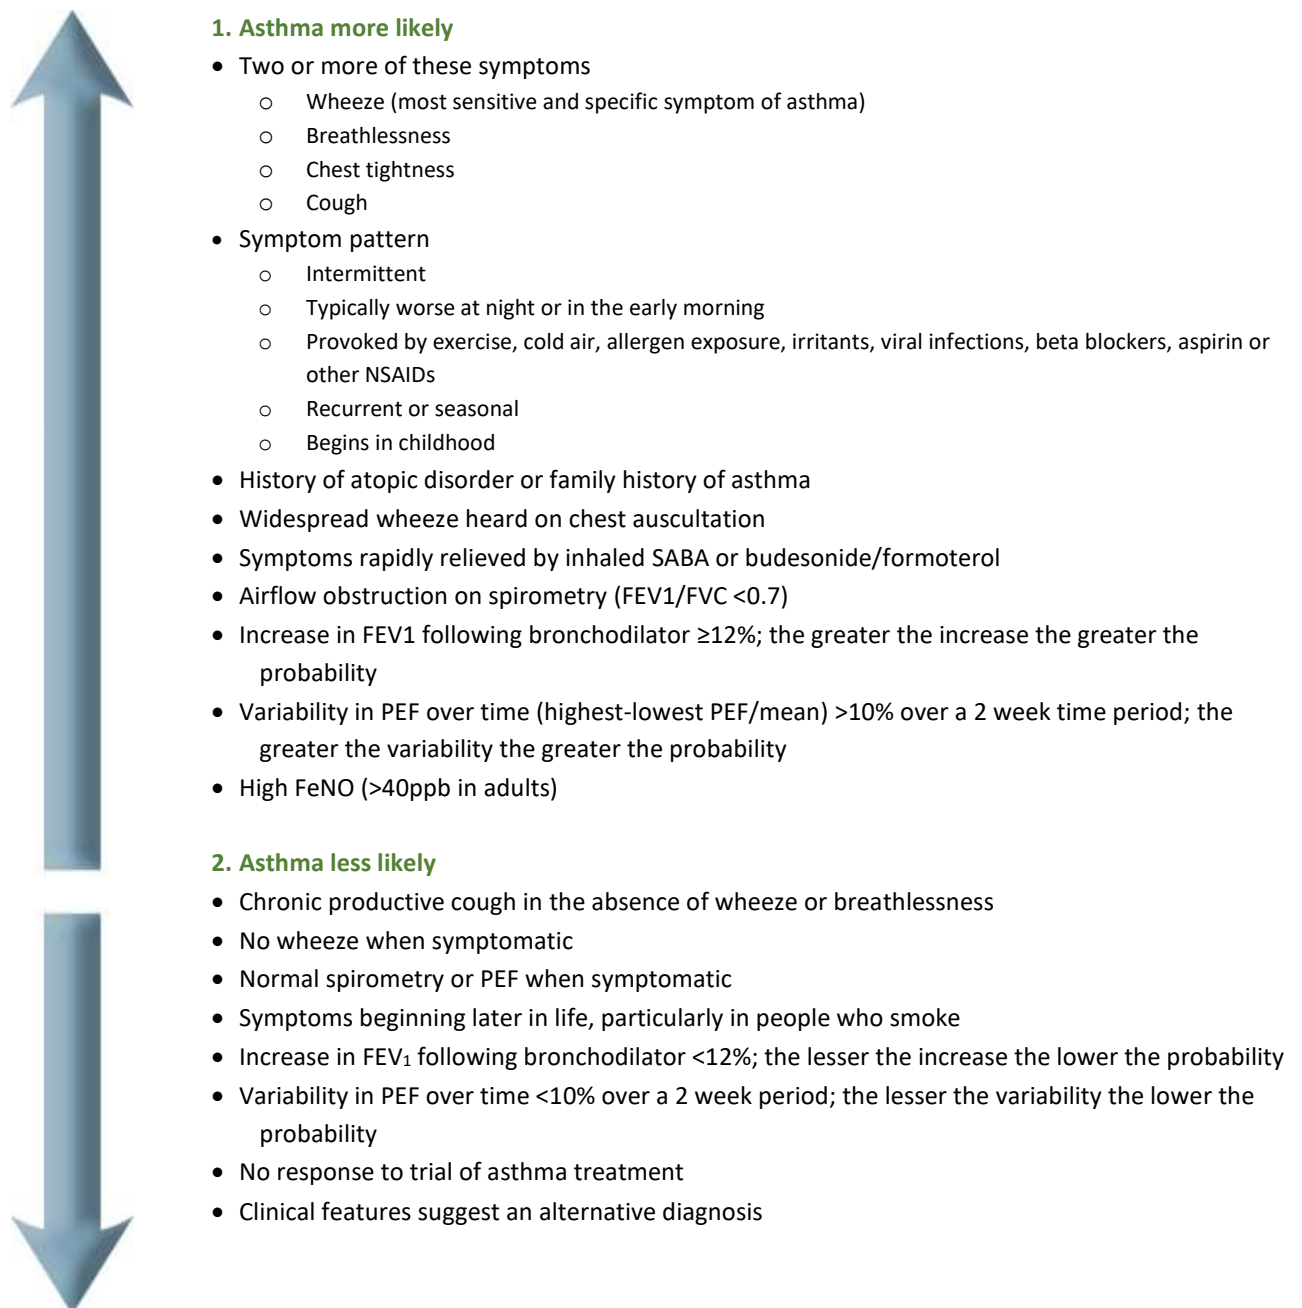 1. Asthma more likely
• Two or more of these symptoms
o Wheeze (most sensitive and specific symptom of asthma)
o Breathlessness
o Chest tightness
o Cough
• Symptom pattern
o Intermittent
o Typically worse at night or in the early morning
o Provoked by exercise, cold air, allergen exposure, irritants, viral infections, beta blockers, aspirin or
other NSAIDs
o Recurrent or seasonal
o Begins in childhood
• History of atopic disorder or family history of asthma
• Widespread wheeze heard on chest auscultation
• Symptoms rapidly relieved by inhaled SABA or budesonide/formoterol
• Airflow obstruction on spirometry (FEV1/FVC <0.7)
• Increase in FEV1 following bronchodilator ≥12%; the greater the increase the greater the
probability
• Variability in PEF over time (highest-lowest PEF/mean) >10% over a 2 week time period; the
greater the variability the greater the probability
• High FeNO (>40ppb in adults)
2. Asthma less likely
• Chronic productive cough in the absence of wheeze or breathlessness
• No wheeze when symptomatic
• Normal spirometry or PEF when symptomatic
• Symptoms beginning later in life, particularly in people who smoke
• Increase in FEV₁ following bronchodilator <12%; the lesser the increase the lower the probability
• Variability in PEF over time <10% over a 2 week period; the lesser the variability the lower the
probability
• No response to trial of asthma treatment
• Clinical features suggest an alternative diagnosis